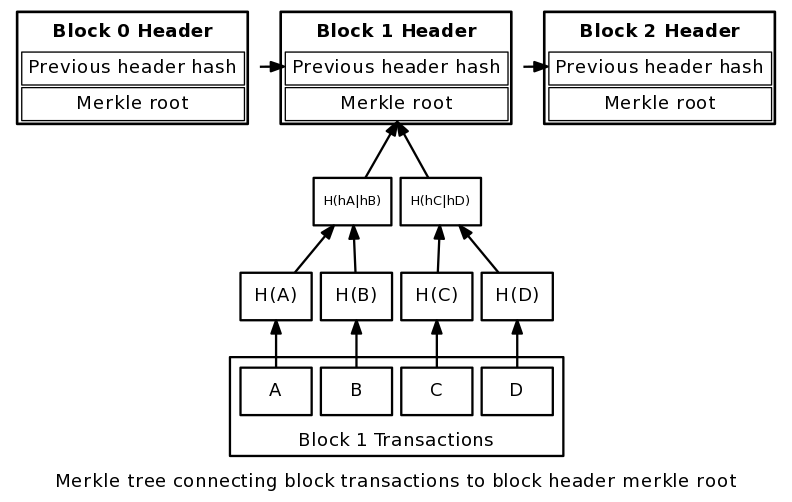 Block 0 Header
Block 1 Header
Block 2 Header
Previous header hash
Previous header hash
Previous header hash
Merkle root
Merkle root
Merkle root
H(hA|hB)
H(hC|hD)
H(A)
H(B)
H(C)
H(D)
A
B
C
D
Block 1 Transactions
Merkle tree connecting block transactions to block header merkle root